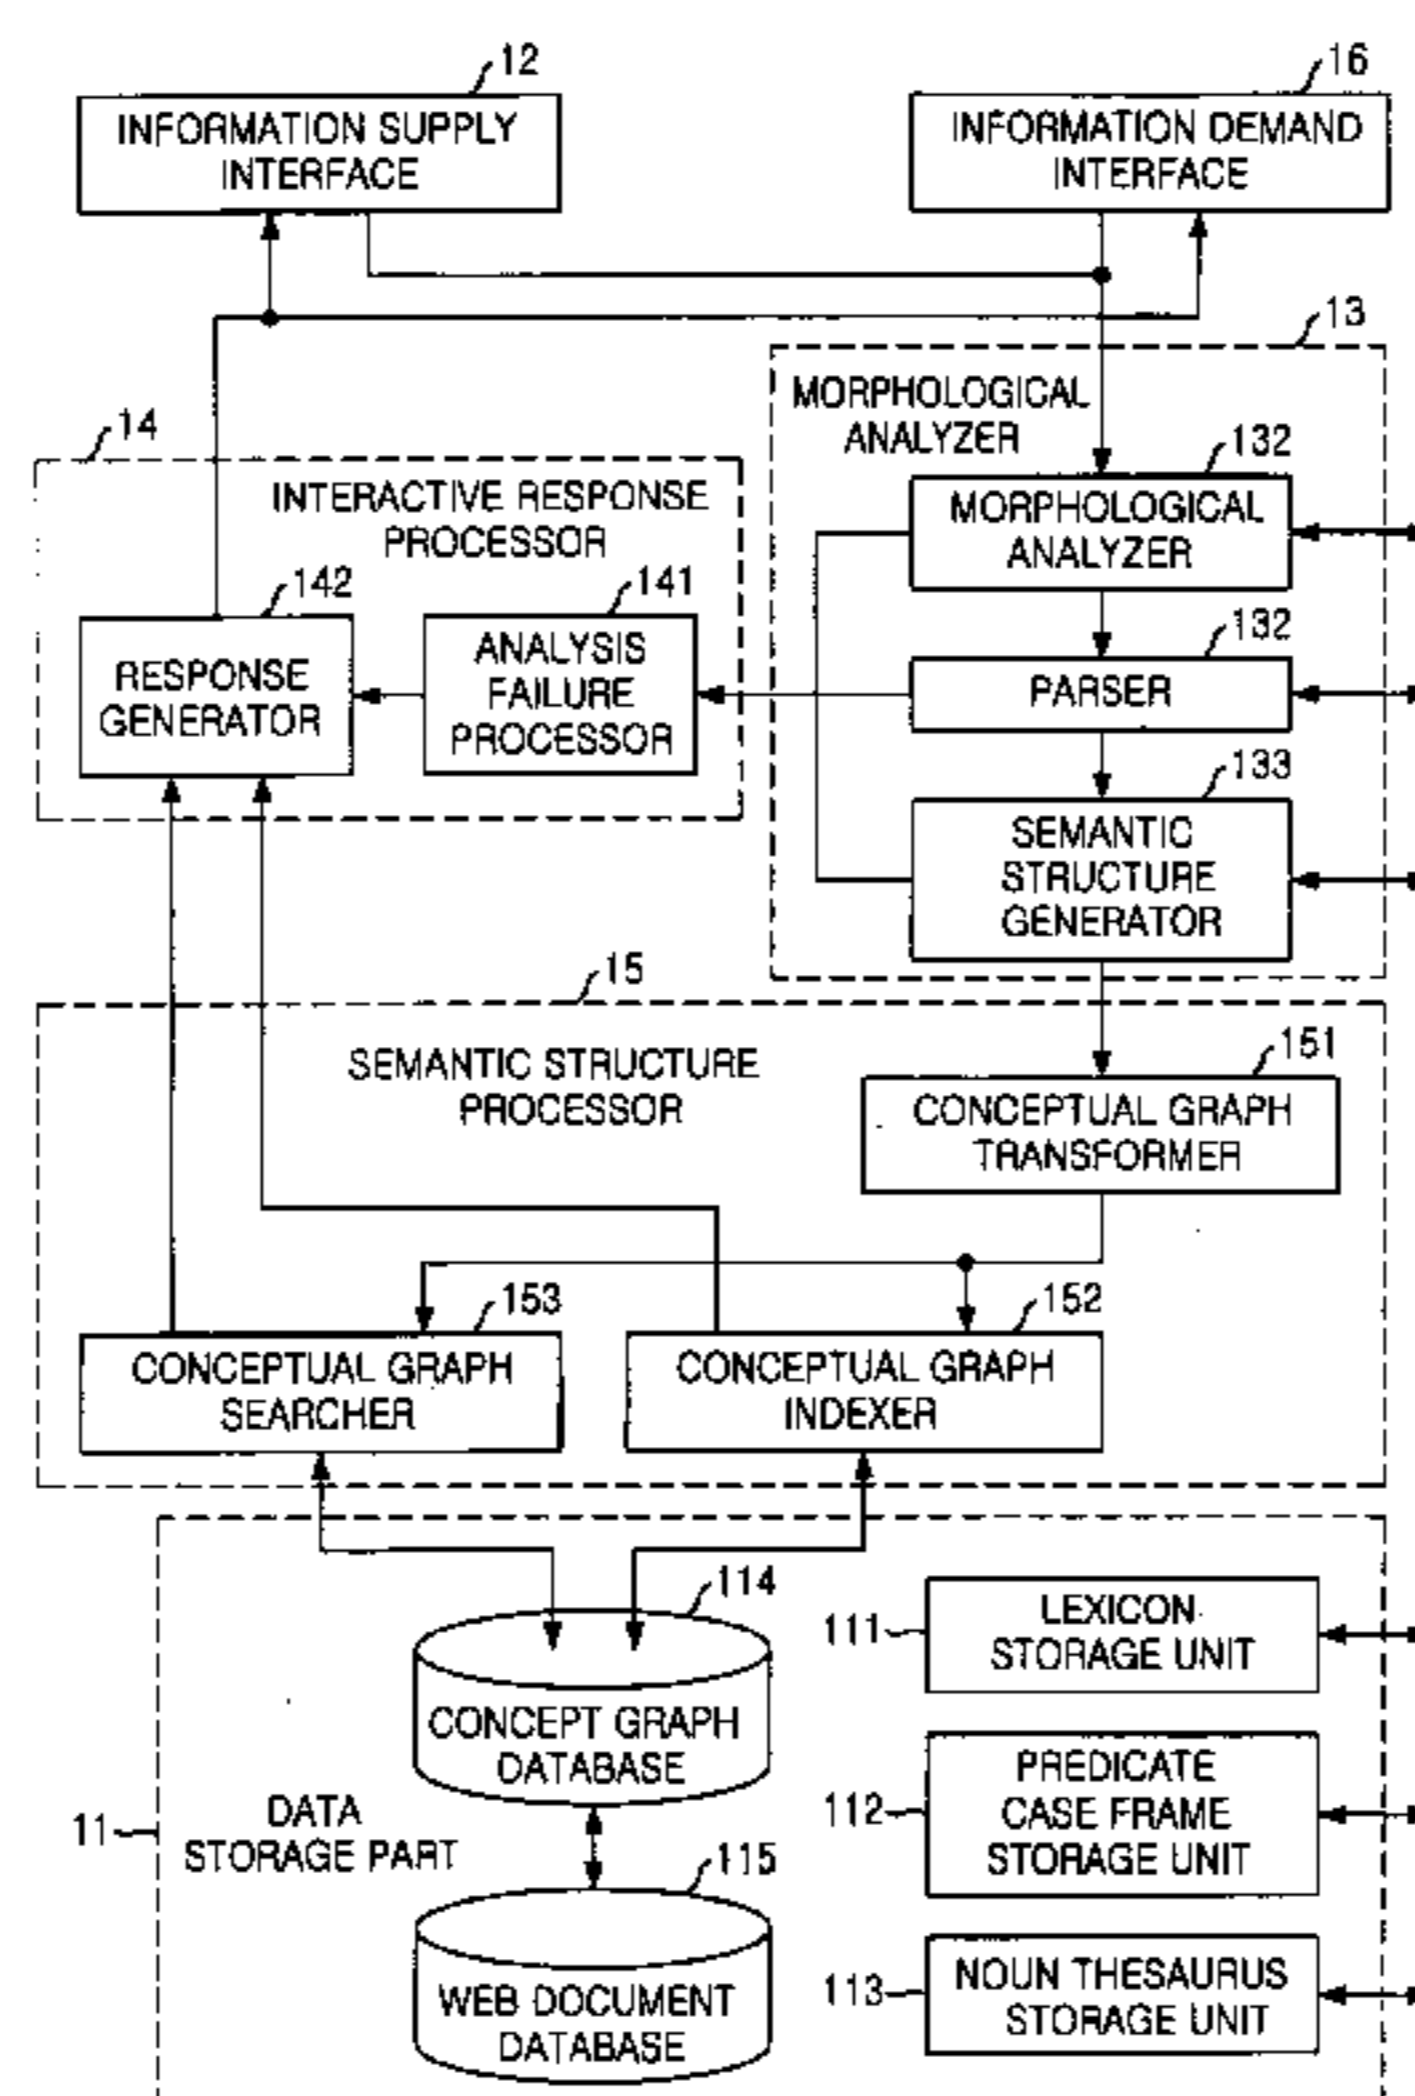 12
INFORMATION SUPPLY
INTERFACE
16
INFORMATION DEMAND
INTERFACE
13
MORPHOLOGICAL
ANALYZER
132
MORPHOLOGICAL
ANALYZER
132
PARSER
133
SEMANTIC
STRUCTURE
GENERATOR
14
INTERACTIVE RESPONSE
PROCESSOR
142
RESPONSE
GENERATOR
141
ANALYSIS
FAILURE
PROCESSOR
15
SEMANTIC STRUCTURE
PROCESSOR
151
CONCEPTUAL GRAPH
TRANSFORMER
153
CONCEPTUAL GRAPH
SEARCHER
152
CONCEPTUAL GRAPH
INDEXER
114
CONCEPT GRAPH
DATABASE
11
DATA
STORAGE PART
115
WEB DOCUMENT
DATABASE
111
LEXICON
STORAGE UNIT
112
PREDICATE
CASE FRAME
STORAGE UNIT
113
NOUN THESAURUS
STORAGE UNIT